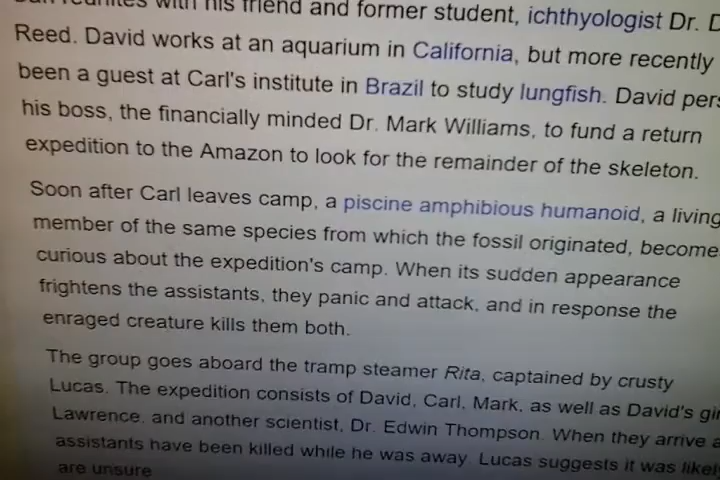 reunites with his friend and former student, ichthyologist Dr.
Reed. David works at an aquarium in California, but more recently
been a guest at Carl's institute in Brazil to study lungfish. David pers
his boss, the financially minded Dr. Mark Williams, to fund a return
expedition to the Amazon to look for the remainder of the skeleton.
Soon after Carl leaves camp, a piscine amphibious humanoid, a living
member of the same species from which the fossil originated, become
curious about the expedition's camp. When its sudden appearance
frightens the assistants, they panic and attack, and in response the
enraged creature kills them both.
The group goes aboard the tramp steamer Rita, captained by crusty
Lucas. The expedition consists of David, Carl, Mark, as well as David's gir
Lawrence, and another scientist, Dr. Edwin Thompson. When they arrive a
assistants have been killed while he was away. Lucas suggests it was likel
are unsure